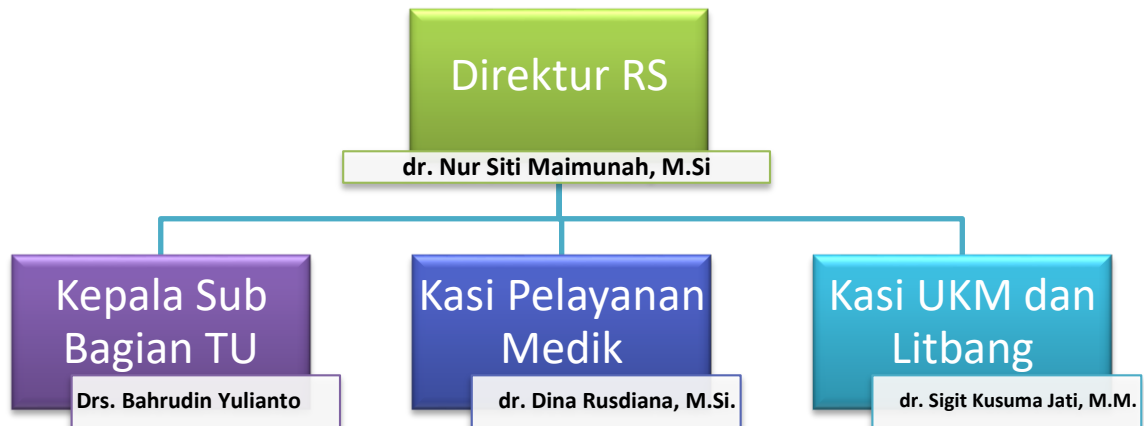 Direktur RS
dr. Nur Siti Maimunah, M.Si
Kepala Sub
Bagian TU
Drs. Bahrudin Yulianto
Kasi Pelayanan
Medik
dr. Dina Rusdiana, M.Si.
Kasi UKM dan
Litbang
dr. Sigit Kusuma Jati, M.M.